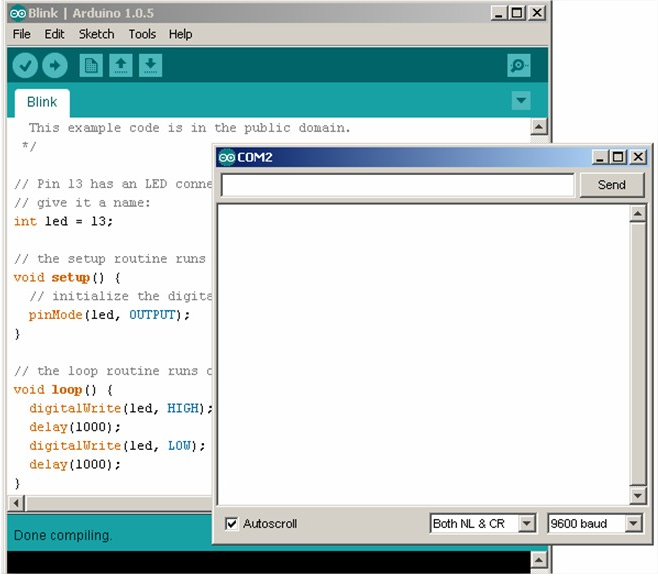 Blink | Arduino 1.0.5
File Edit Sketch Tools Help
Blink
This example code is in the public domain.
*/
// Pin 13 has an LED conne
// give it a name:
int led = 13;
// the setup routine runs
void setup() {
// initialize the digita
pinMode(led, OUTPUT);
}
// the loop routine runs o
void loop() {
digitalWrite(led, HIGH);
delay(1000);
digitalWrite(led, LOW);
delay(1000);
}
Done compiling.
COM2
Send
Autoscroll
Both NL & CR
9600 baud